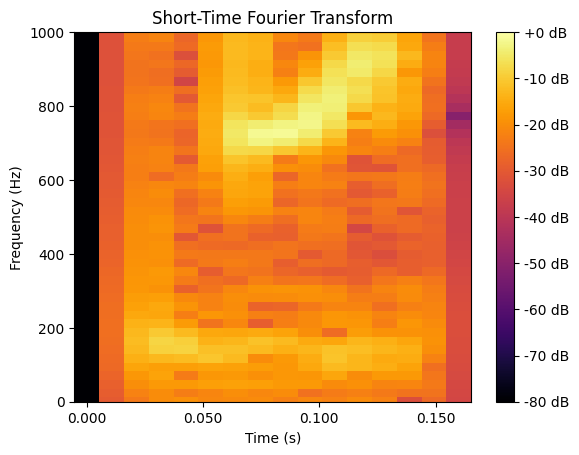 Short-Time Fourier Transform
1000
800
600
400
200
0
Frequency (Hz)
0.000
0.050
0.100
0.150
Time (s)
+0 dB
-10 dB
-20 dB
-30 dB
-40 dB
-50 dB
-60 dB
-70 dB
-80 dB